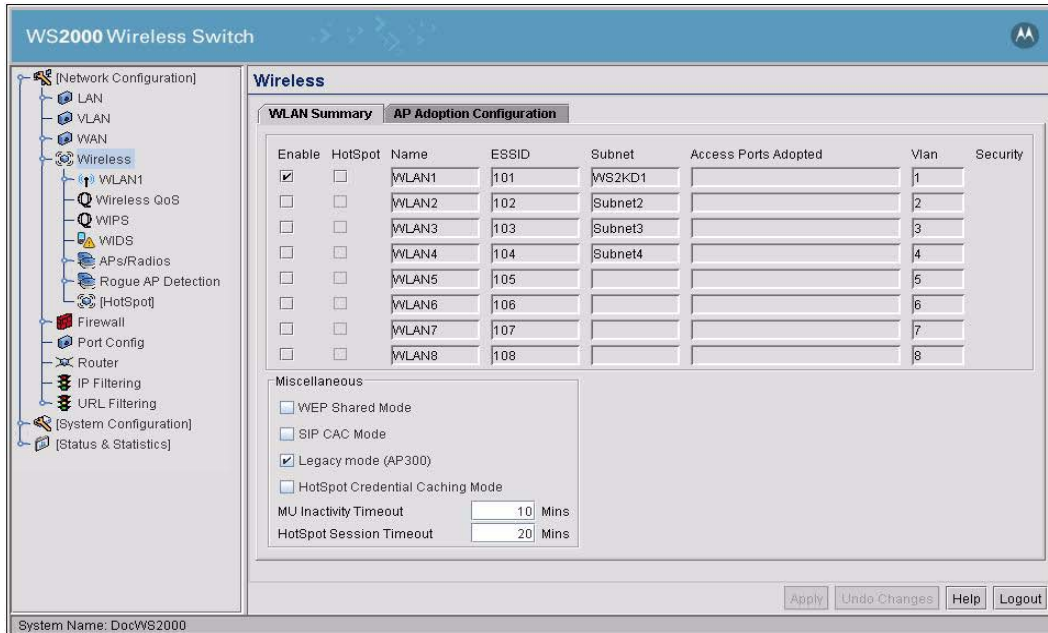 WS2000 Wireless Switch
[Network Configuration]
LAN
VLAN
WAN
Wireless
WLAN1
Wireless QoS
WIPS
WIDS
APs/Radios
Rogue AP Detection
[HotSpot]
Firewall
Port Config
Router
IP Filtering
URL Filtering
[System Configuration]
[Status & Statistics]
Wireless
WLAN Summary AP Adoption Configuration
Enable HotSpot Name ESSID Subnet Access Ports Adopted Vlan Security
WLAN1 101 WS2KD1 1
WLAN2 102 Subnet2 2
WLAN3 103 Subnet3 3
WLAN4 104 Subnet4 4
WLAN5 105 5
WLAN6 106 6
WLAN7 107 7
WLAN8 108 8
Miscellaneous
WEP Shared Mode
SIP CAC Mode
Legacy mode (AP300)
HotSpot Credential Caching Mode
MU Inactivity Timeout 10 Mins
HotSpot Session Timeout 20 Mins
Apply Undo Changes Help Logout
System Name: DocWS2000